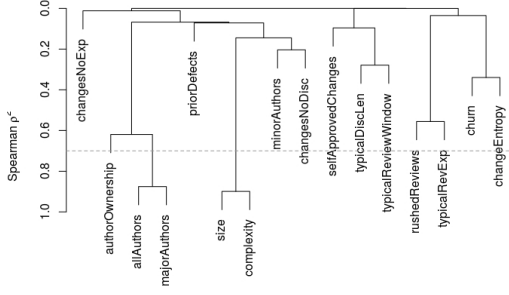 Spearman ρ²
0.0
0.2
0.4
0.6
0.8
1.0
changesNoExp
authorOwnership
allAuthors
majorAuthors
priorDefects
size
complexity
minorAuthors
changesNoDisc
selfApprovedChanges
typicalDiscLen
typicalReviewWindow
rushedReviews
typicalRevExp
churn
changeEntropy